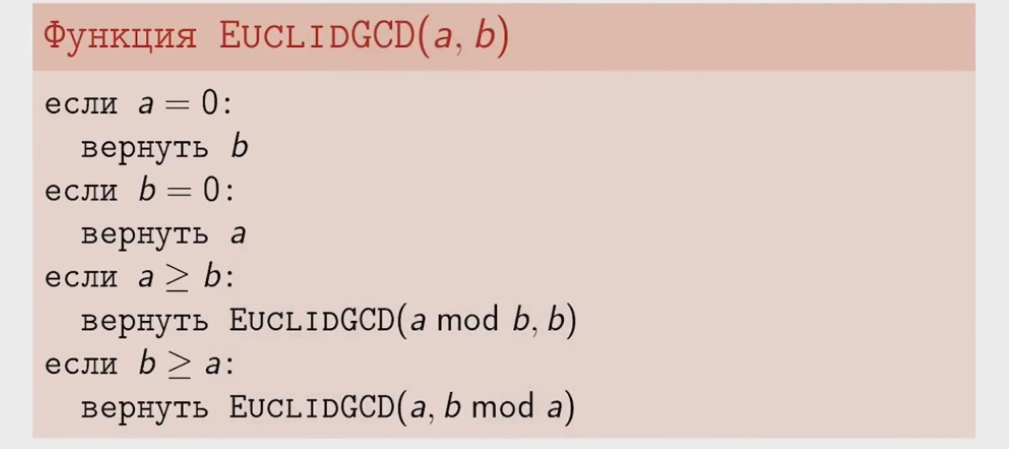 Функция EUCLIDGCD(a, b)
если a = 0:
вернуть b
если b = 0:
вернуть a
если a ≥ b:
вернуть EUCLIDGCD(a mod b, b)
если b ≥ a:
вернуть EUCLIDGCD(a, b mod a)